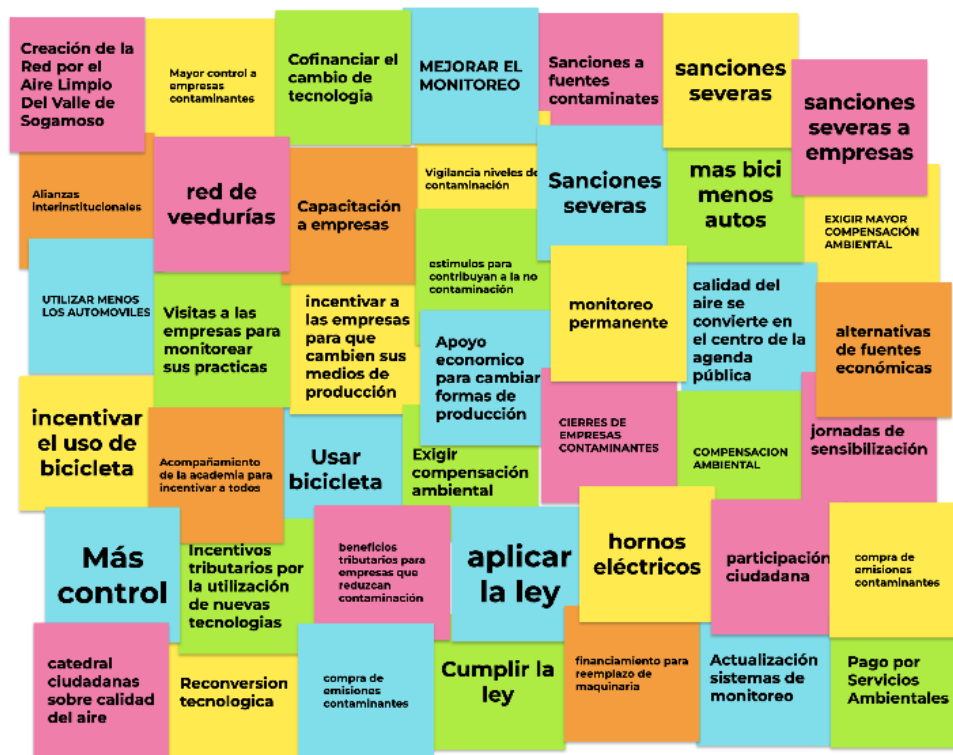 Creación de la
Red por el
Aire Limpio
Del Valle de
Sogamoso
Mayor control a
empresas
contaminantes
Cofinanciar el
cambio de
tecnologia
MEJORAR EL
MONITOREO
Sanciones a
fuentes
contaminates
sanciones
severas
sanciones
severas a
empresas
Alianzas
interinstitucionales
red de
veedurías
Capacitación
a empresas
Vigilancia niveles de
contaminación
Sanciones
severas
mas bici
menos
autos
EXIGIR MAYOR
COMPENSACIÓN
AMBIENTAL
UTILIZAR MENOS
LOS AUTOMOVILES
Visitas a las
empresas para
monitorear
sus practicas
incentivar a
las empresas
para que
cambien sus
medios de
producción
estimulos para
contribuyan a la no
contaminación
Apoyo
economico
para cambiar
formas de
producción
monitoreo
permanente
calidad del
aire se
convierte en
el centro de la
agenda
pública
alternativas
de fuentes
económicas
incentivar
el uso de
bicicleta
Acompañamiento
de la academia para
incentivar a todos
Usar
bicicleta
Exigir
compensación
ambiental
CIERRES DE
EMPRESAS
CONTAMINANTES
COMPENSACION
AMBIENTAL
jornadas de
sensibilización
Más
control
Incentivos
tributarios por
la utilización
de nuevas
tecnologias
beneficios
tributarios para
empresas que
reduzcan
contaminación
aplicar
la ley
hornos
eléctricos
participación
ciudadana
compra de
emisiones
contaminantes
catedral
ciudadanas
sobre calidad
del aire
Reconversion
tecnologica
compra de
emisiones
contaminantes
Cumplir la
ley
financiamiento para
reemplazo de
maquinaria
Actualización
sistemas de
monitoreo
Pago por
Servicios
Ambientales